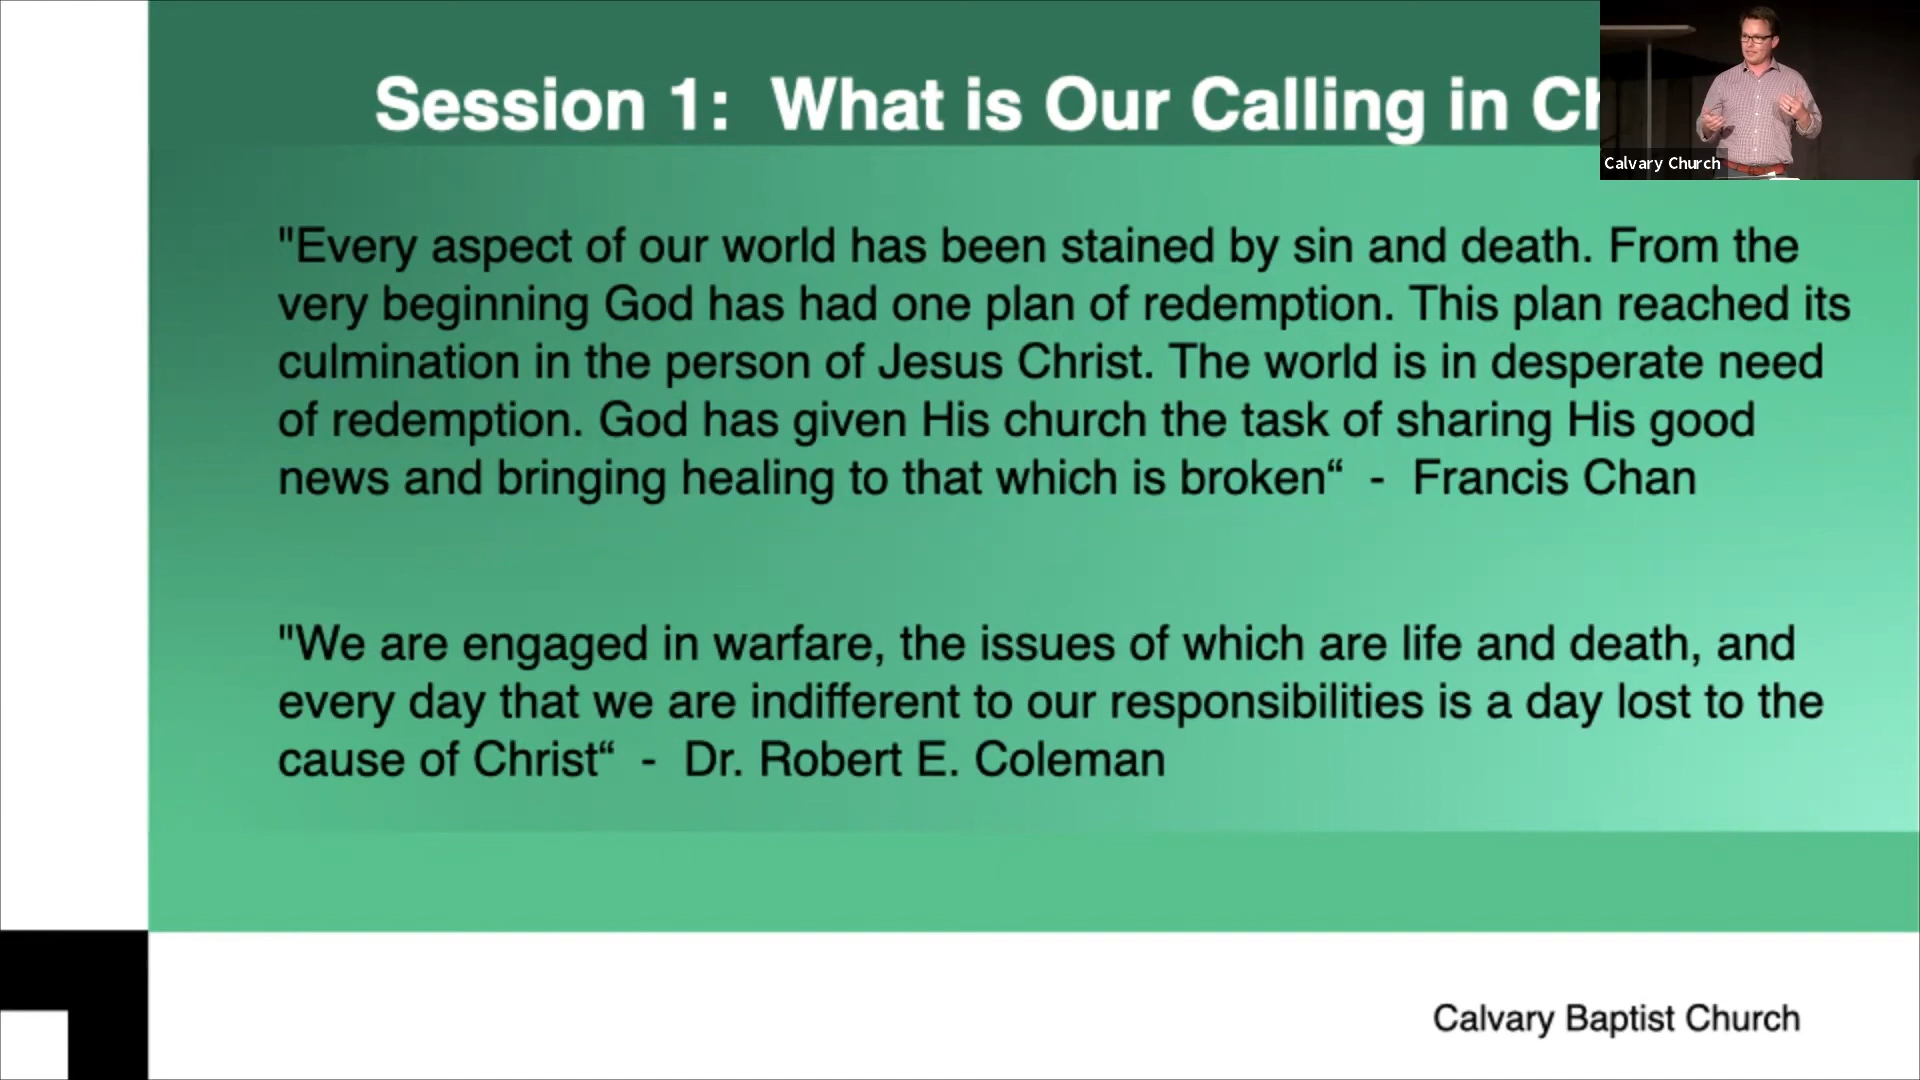 Session 1: What is Our Calling in
Calvary Church
"Every aspect of our world has been stained by sin and death. From the
very beginning God has had one plan of redemption. This plan reached its
culmination in the person of Jesus Christ. The world is in desperate need
of redemption. God has given His church the task of sharing His good
news and bringing healing to that which is broken“ - Francis Chan
"We are engaged in warfare, the issues of which are life and death, and
every day that we are indifferent to our responsibilities is a day lost to the
cause of Christ“ - Dr. Robert E. Coleman
Calvary Baptist Church